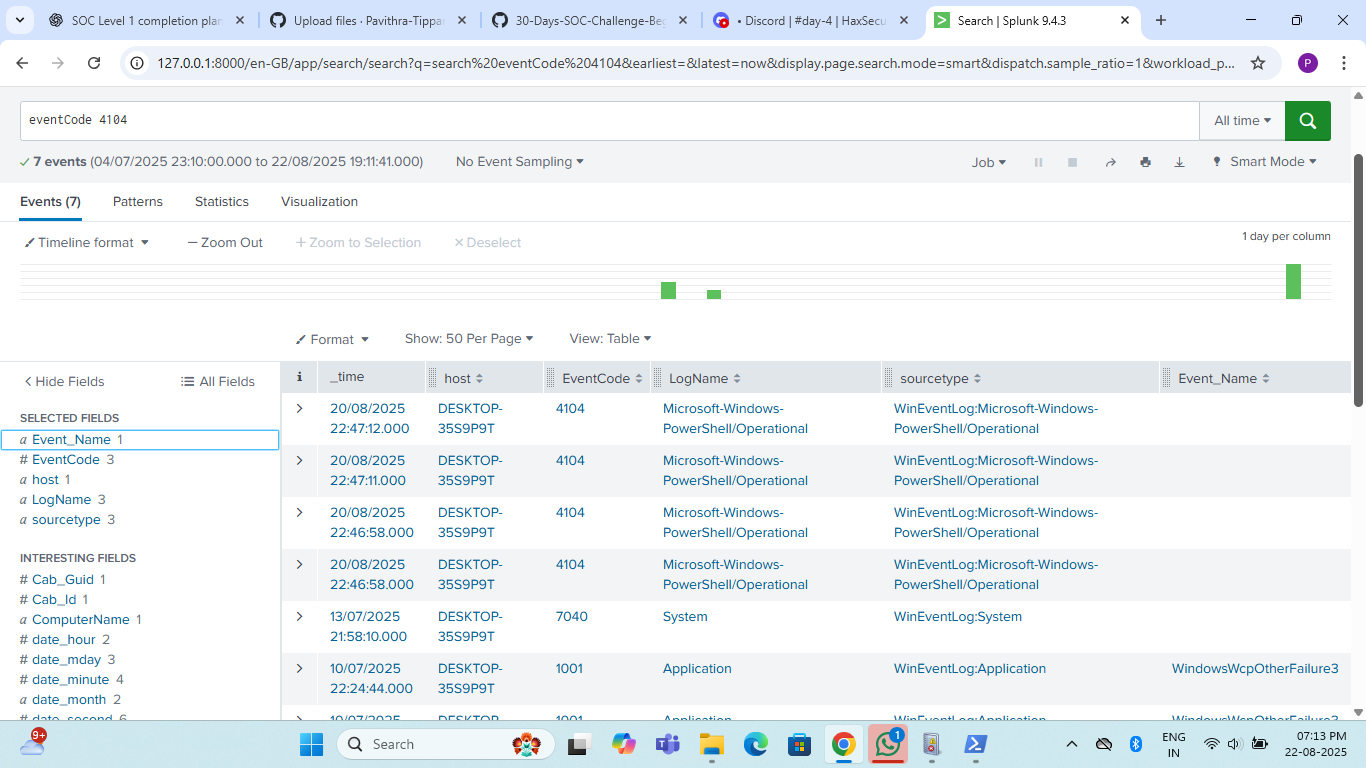 SOC Level 1 completion plan
Upload files · Pavithra-Tippar
30-Days-SOC-Challenge-Beg
• Discord | #day-4 | HaxSecu
Search | Splunk 9.4.3
127.0.0.1:8000/en-GB/app/search/search?q=search%20eventCode%204104&earliest=&latest=now&display.page.search.mode=smart&dispatch.sample_ratio=1&workload_p...
P
eventCode 4104
All time
7 events (04/07/2025 23:10:00.000 to 22/08/2025 19:11:41.000)
No Event Sampling
Job
Smart Mode
Events (7)
Patterns
Statistics
Visualization
Timeline format
— Zoom Out
+ Zoom to Selection
× Deselect
1 day per column
Format
Show: 50 Per Page
View: Table
< Hide Fields
All Fields
SELECTED FIELDS
a Event_Name 1
# EventCode 3
a host 1
a LogName 3
a sourcetype 3
INTERESTING FIELDS
# Cab_Guid 1
# Cab_Id 1
a ComputerName 1
# date_hour 2
# date_mday 3
# date_minute 4
a date_month 2
# date_second 6
i
_time
host
EventCode
LogName
sourcetype
Event_Name
20/08/2025
22:47:12.000
DESKTOP-
35S9P9T
4104
Microsoft-Windows-
PowerShell/Operational
WinEventLog:Microsoft-Windows-
PowerShell/Operational
20/08/2025
22:47:11.000
DESKTOP-
35S9P9T
4104
Microsoft-Windows-
PowerShell/Operational
WinEventLog:Microsoft-Windows-
PowerShell/Operational
20/08/2025
22:46:58.000
DESKTOP-
35S9P9T
4104
Microsoft-Windows-
PowerShell/Operational
WinEventLog:Microsoft-Windows-
PowerShell/Operational
20/08/2025
22:46:58.000
DESKTOP-
35S9P9T
4104
Microsoft-Windows-
PowerShell/Operational
WinEventLog:Microsoft-Windows-
PowerShell/Operational
13/07/2025
21:58:10.000
DESKTOP-
35S9P9T
7040
System
WinEventLog:System
10/07/2025
22:24:44.000
DESKTOP-
35S9P9T
1001
Application
WinEventLog:Application
WindowsWcpOtherFailure3
10/07/2025
DESKTOP-
1001
Application
WinEventLog:Application
WindowsWcpOtherFailure3
9+
Search
1
ENG
IN
07:13 PM
22-08-2025